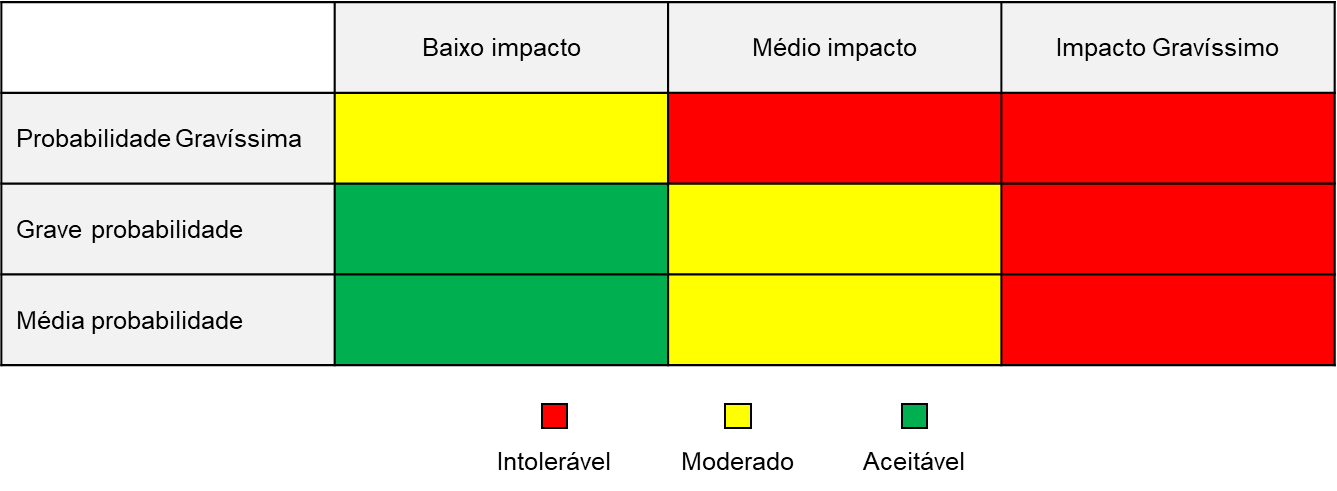 Baixo impacto
Médio impacto
Impacto Gravíssimo
Probabilidade Gravíssima
Grave probabilidade
Média probabilidade
Intolerável
Moderado
Aceitável